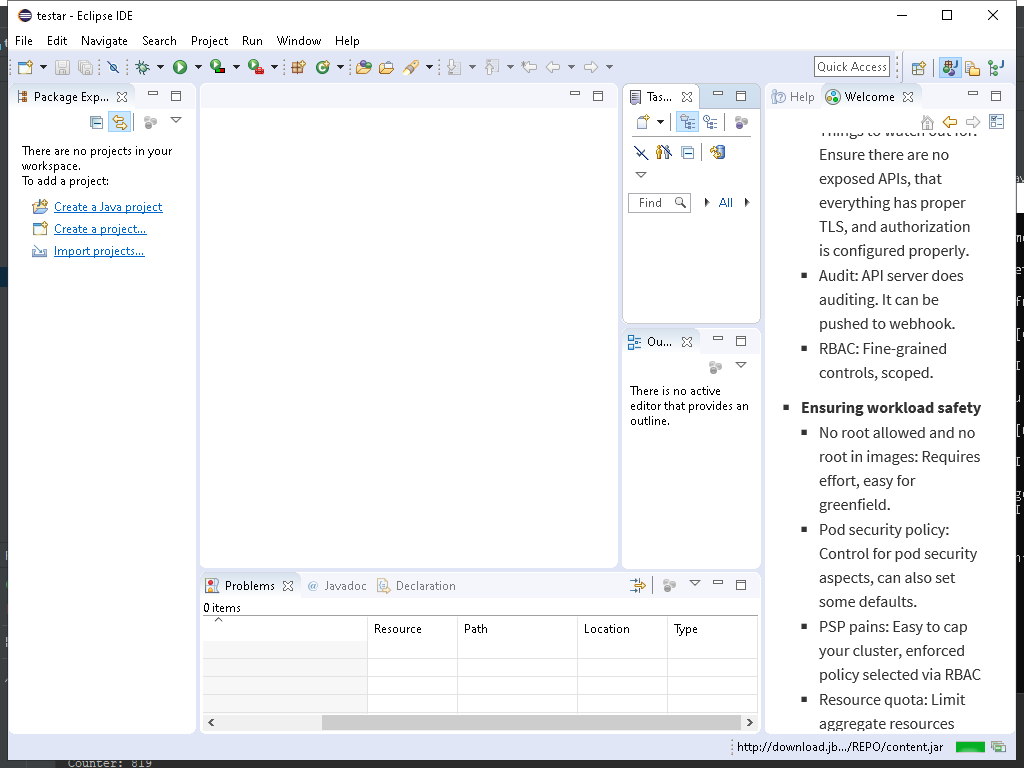 testar - Eclipse IDE
File Edit Navigate Search Project Run Window Help
Quick Access
Package Exp...
There are no projects in your
workspace.
To add a project:
Create a Java project
Create a project...
Import projects...
Tas...
Find
All
Ou...
There is no active
editor that provides an
outline.
Help Welcome
Things to watch out for:
Ensure there are no
exposed APIs, that
everything has proper
TLS, and authorization
is configured properly.
Audit: API server does
auditing. It can be
pushed to webhook.
RBAC: Fine-grained
controls, scoped.
Ensuring workload safety
No root allowed and no
root in images: Requires
effort, easy for
greenfield.
Pod security policy:
Control for pod security
aspects, can also set
some defaults.
PSP pains: Easy to cap
your cluster, enforced
policy selected via RBAC
Resource quota: Limit
aggregate resources
Problems @ Javadoc Declaration
0 items
Resource Path Location Type
http://download.jb.../REPO/content.jar
Counter: 819